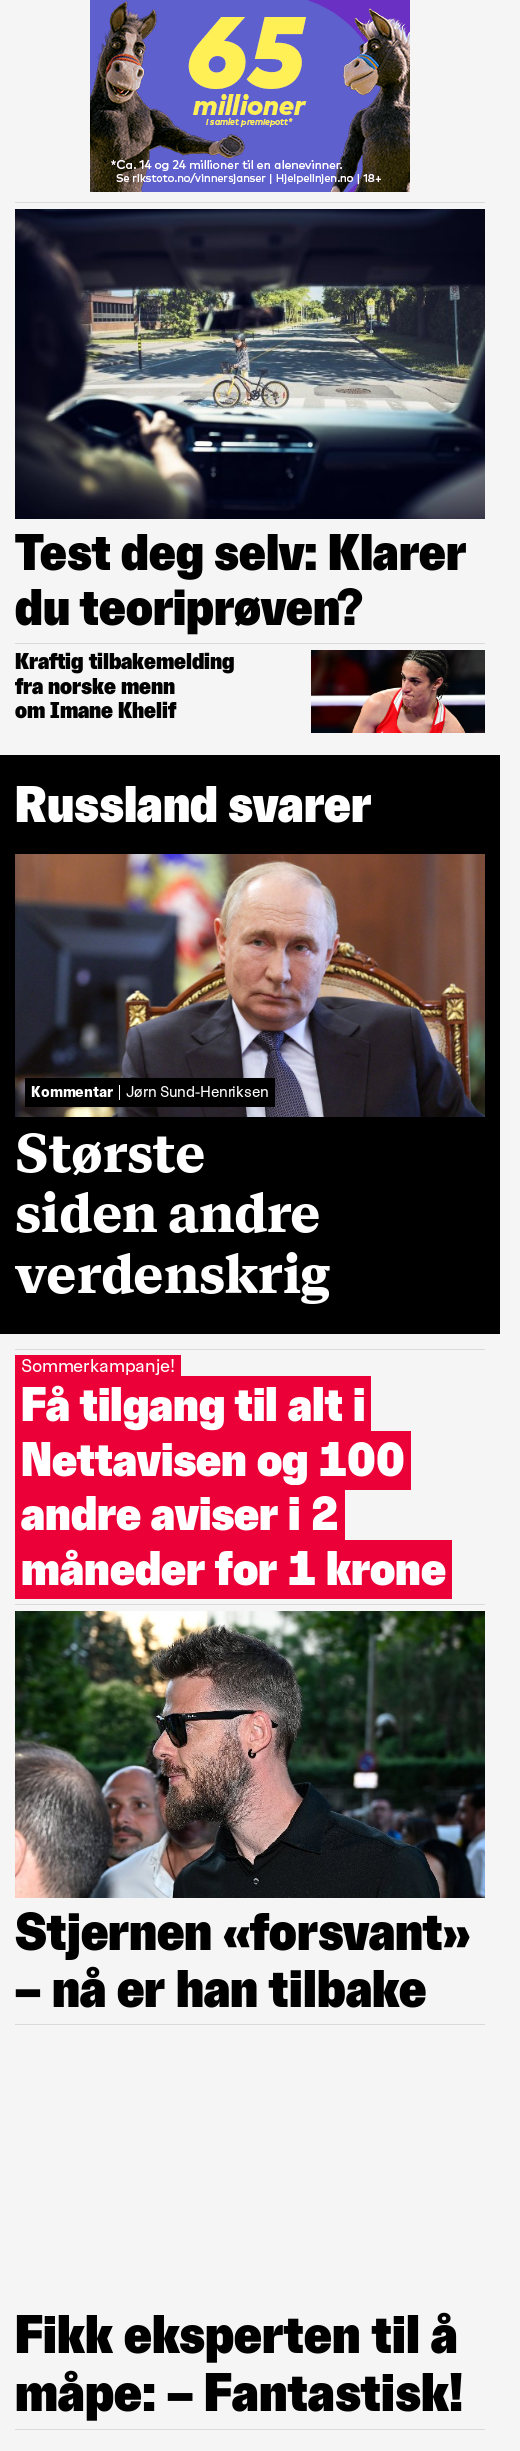 65
millioner
i samlet premiepott*
*Ca. 14 og 24 millioner til en alenevinner.
Se rikstoto.no/vinnersjanser | Hjelpelinjen.no | 18+
Test deg selv: Klarer
du teoriprøven?
Kraftig tilbakemelding
fra norske menn
om Imane Khelif
Russland svarer
Kommentar | Jørn Sund-Henriksen
Største
siden andre
verdenskrig
Sommerkampanje!
Få tilgang til alt i
Nettavisen og 100
andre aviser i 2
måneder for 1 krone
Stjernen «forsvant»
– nå er han tilbake
Fikk eksperten til å
måpe: – Fantastisk!